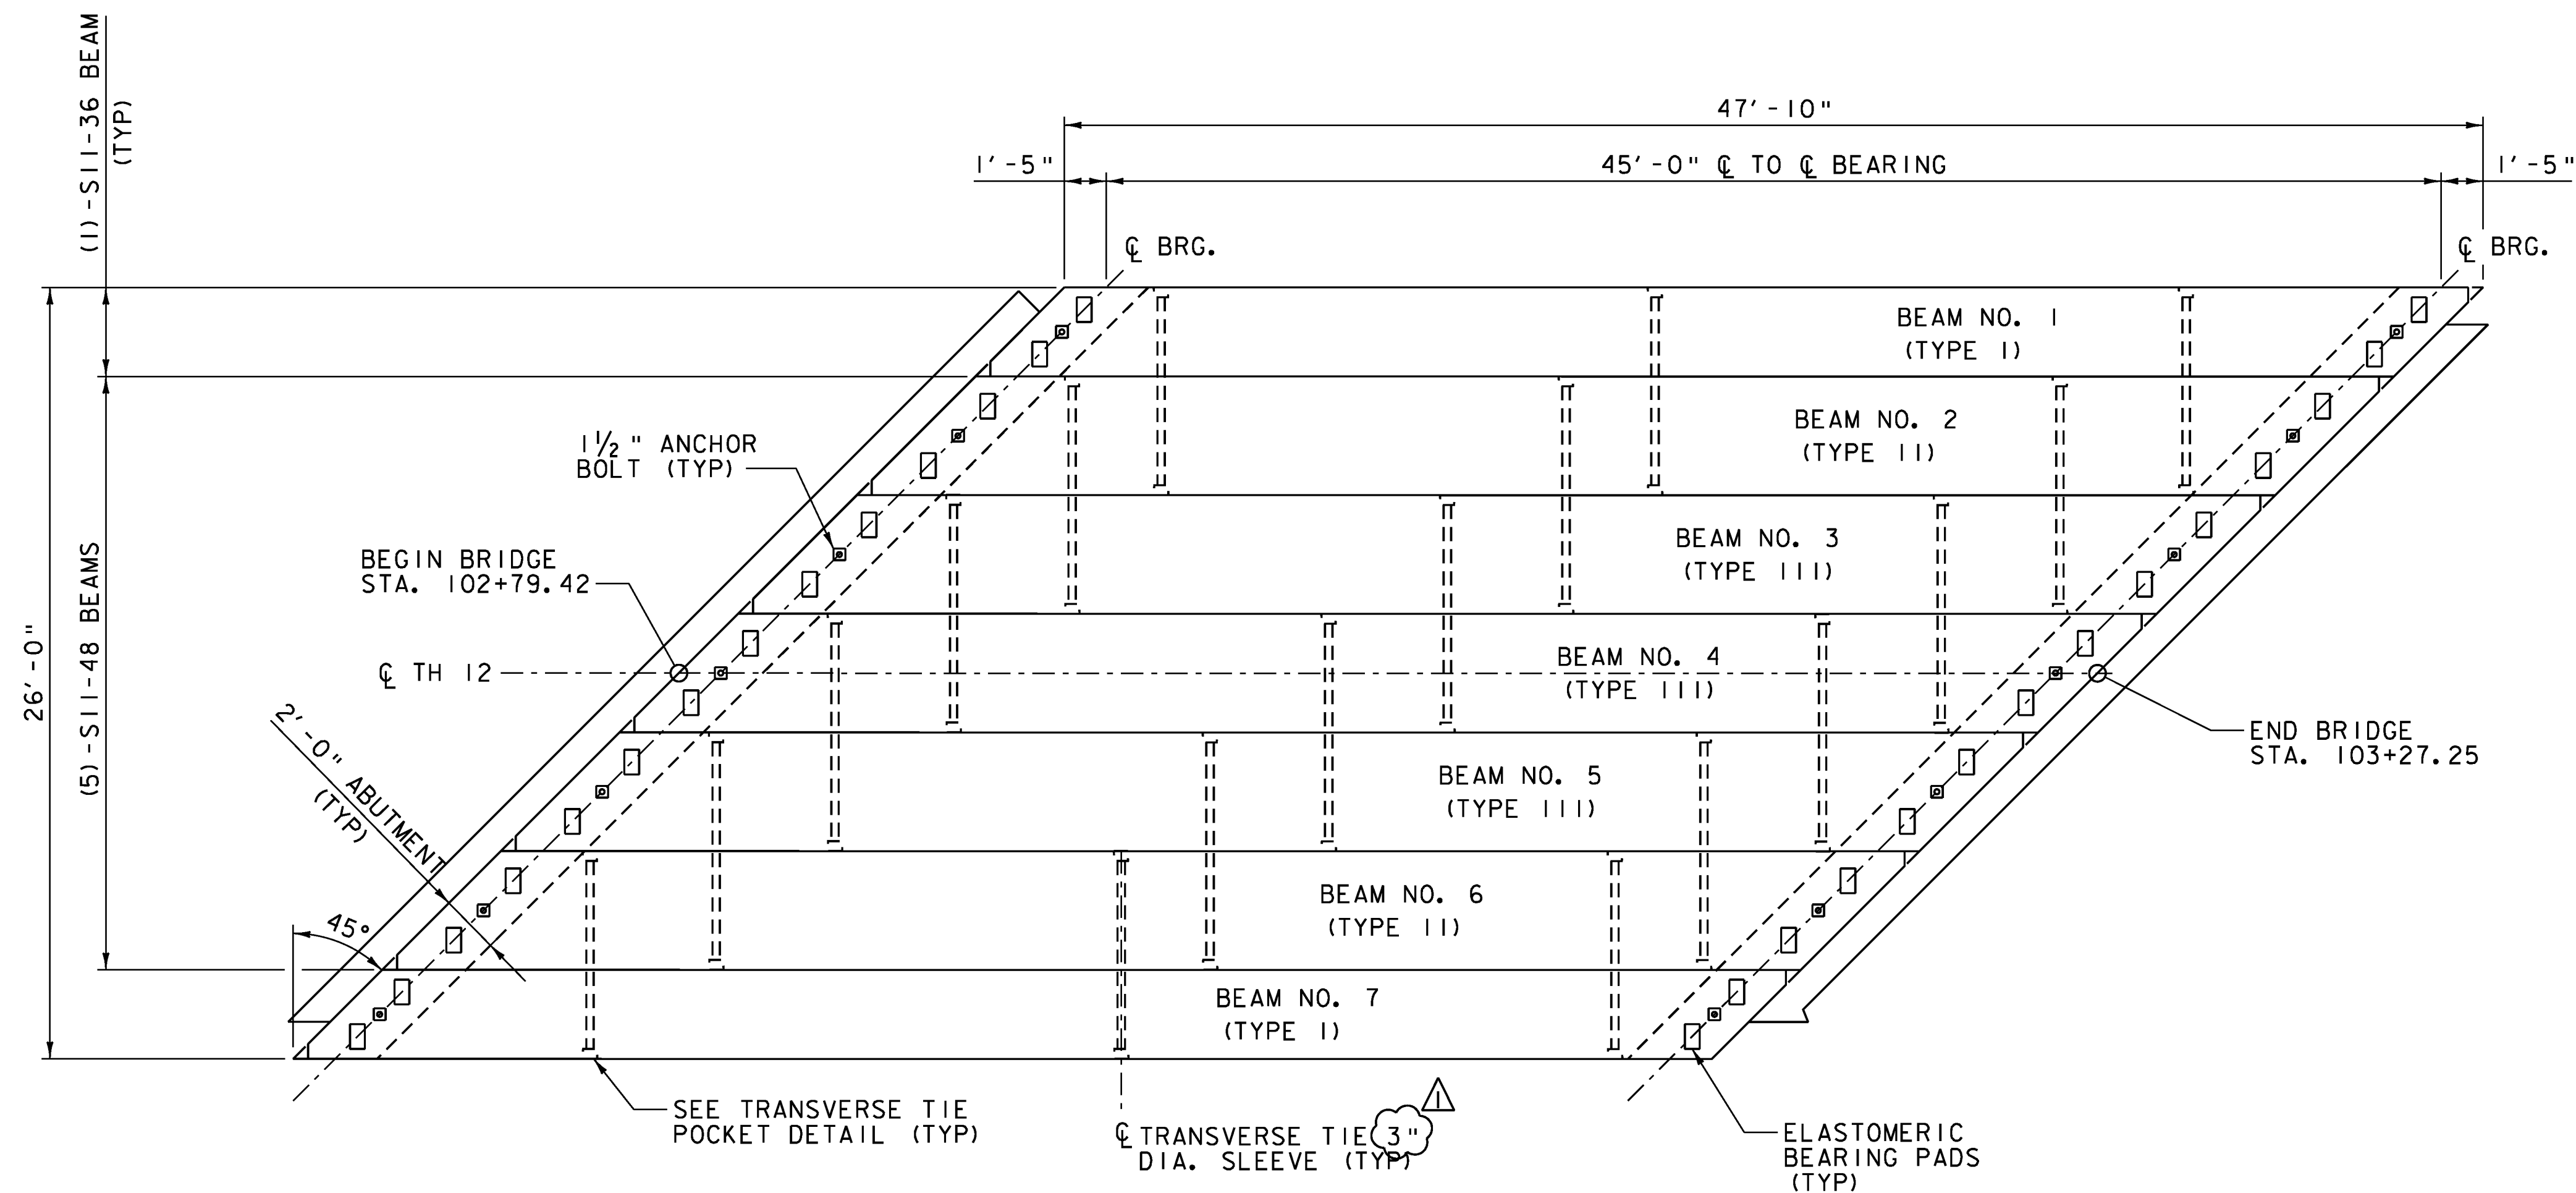 (1)-S11-36 BEAM
(TYP)
47'-10"
1'-5"
45'-0" ℄ TO ℄ BEARING
1'-5"
℄ BRG.
℄ BRG.
BEAM NO. 1
(TYPE I)
BEAM NO. 2
(TYPE II)
1½" ANCHOR
BOLT (TYP)
BEAM NO. 3
(TYPE III)
BEGIN BRIDGE
STA. 102+79.42
(5)-S11-48 BEAMS
26'-0"
℄ TH 12
BEAM NO. 4
(TYPE III)
2'-0" ABUTMENT
(TYP)
END BRIDGE
STA. 103+27.25
BEAM NO. 5
(TYPE III)
45°
BEAM NO. 6
(TYPE II)
BEAM NO. 7
(TYPE I)
SEE TRANSVERSE TIE
POCKET DETAIL (TYP)
1
℄ TRANSVERSE TIE 3"
DIA. SLEEVE (TYP)
ELASTOMERIC
BEARING PADS
(TYP)